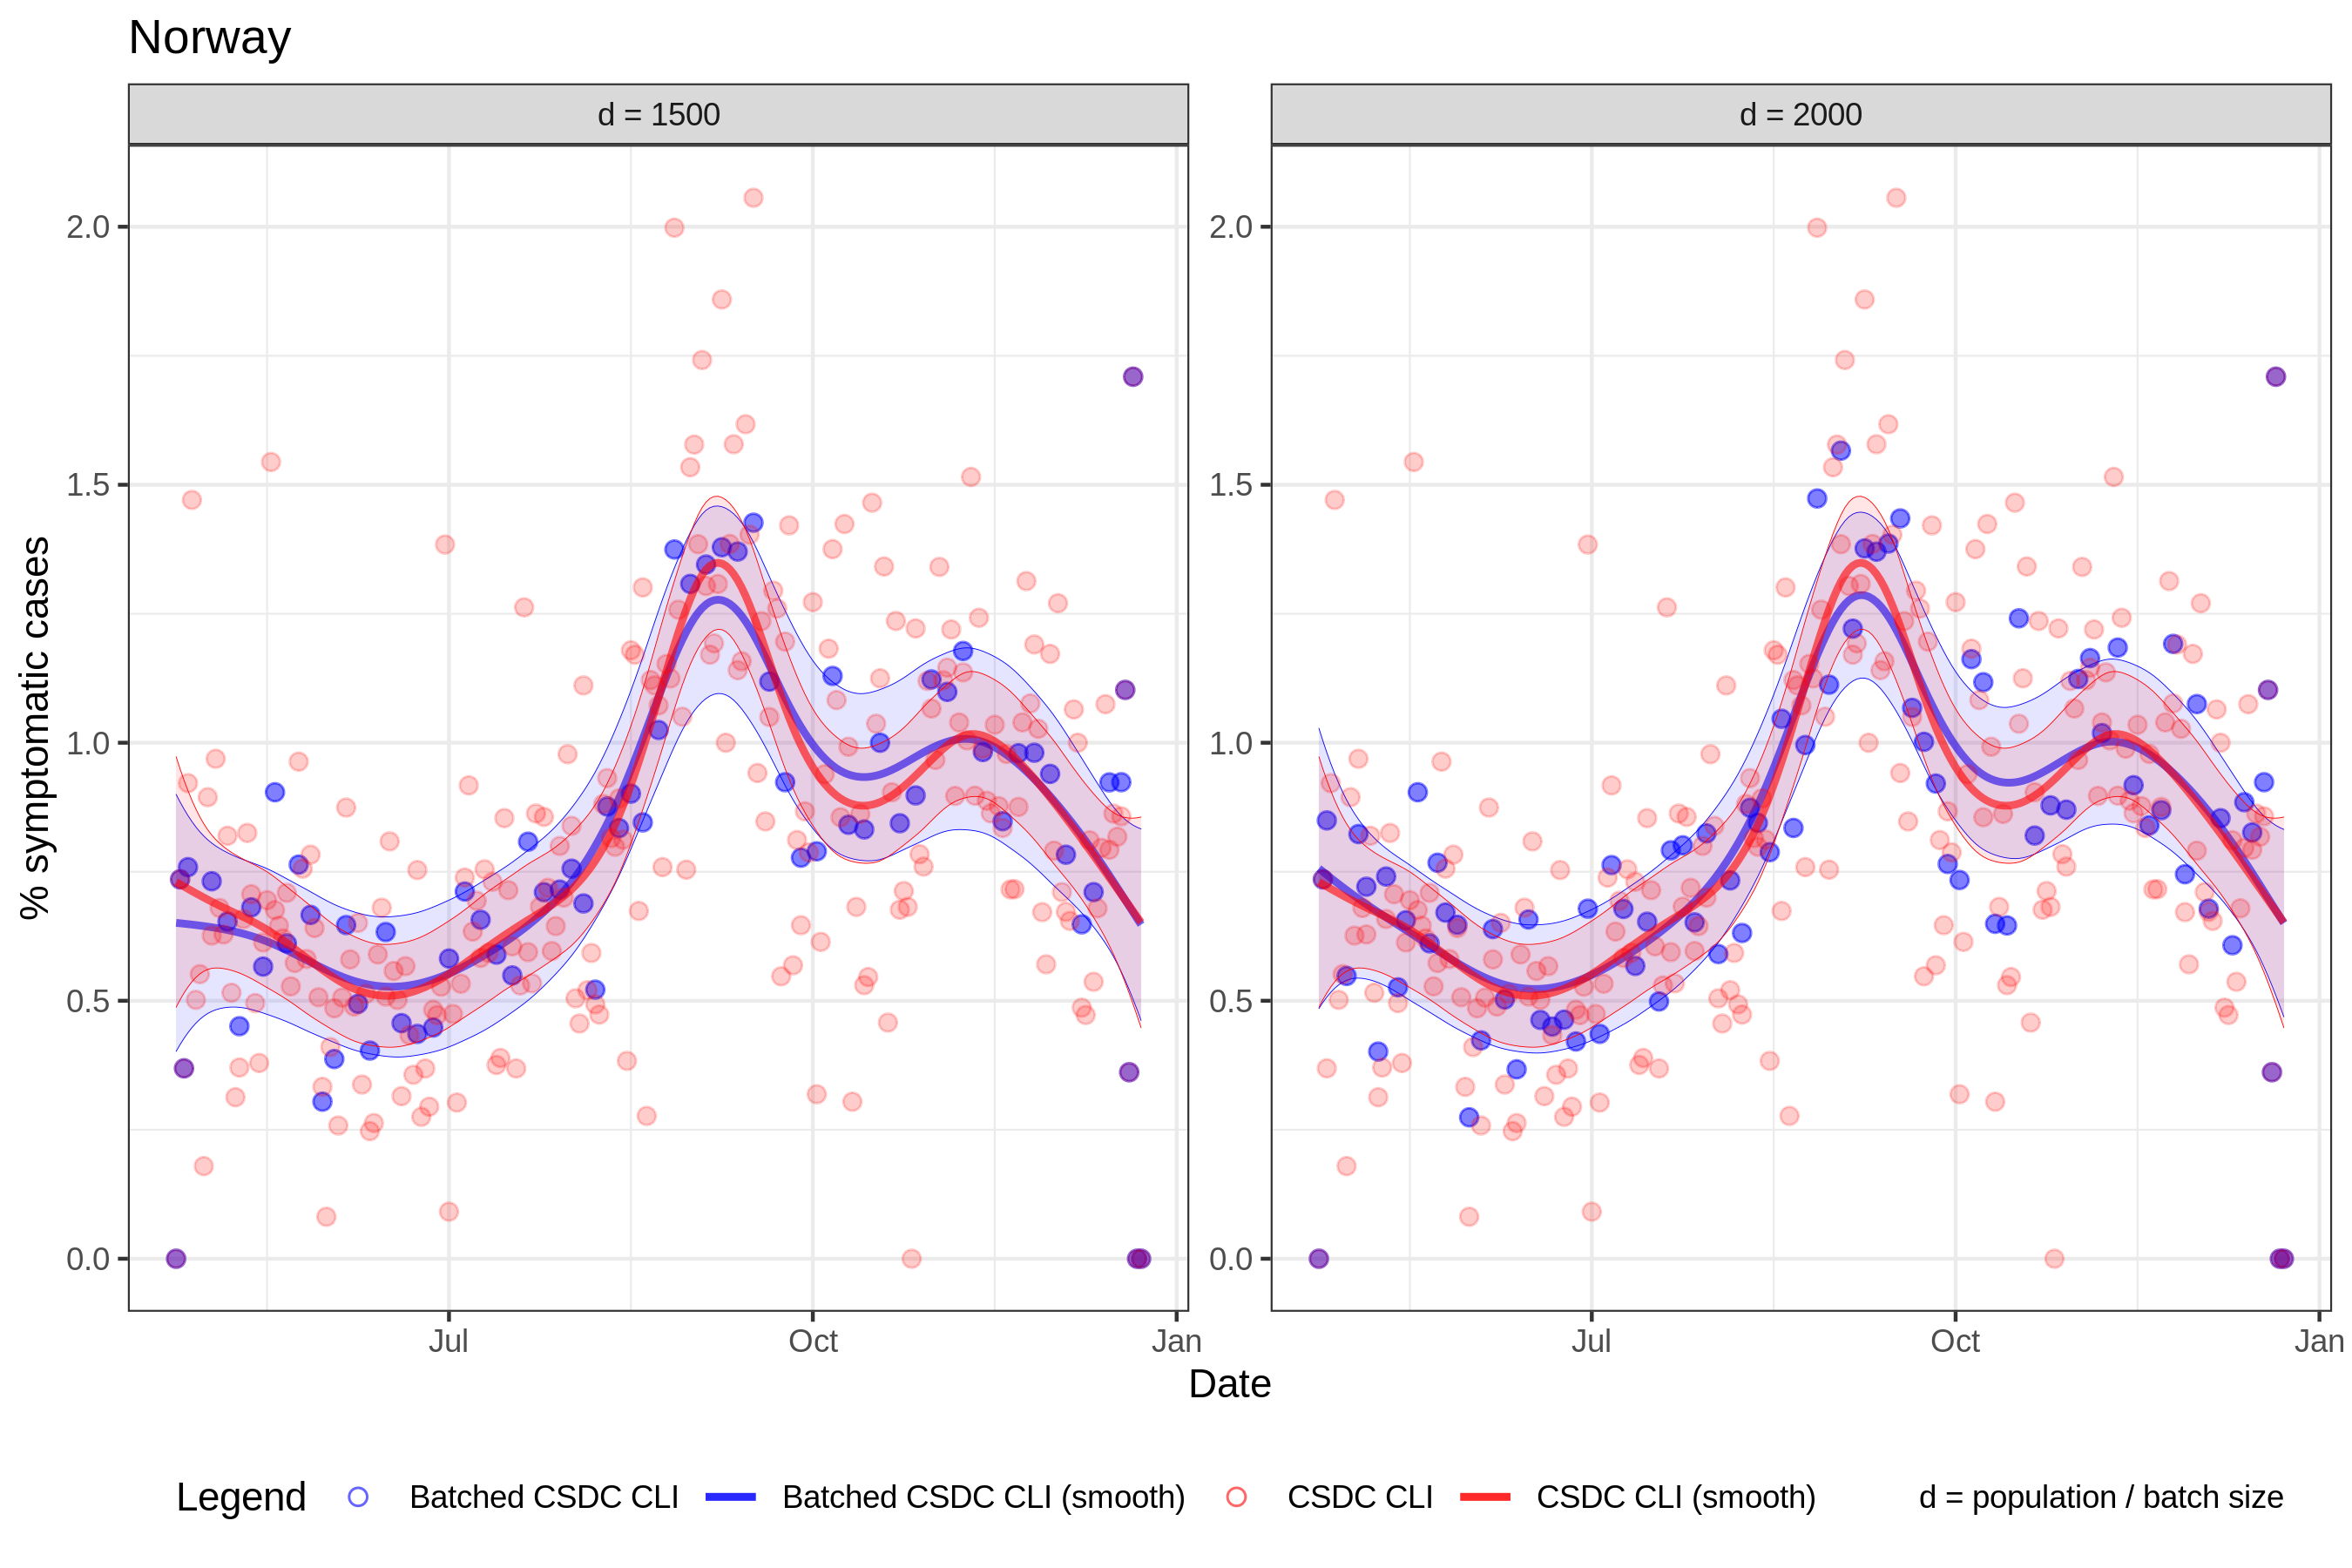 Norway
d = 1500
d = 2000
% symptomatic cases
2.0
1.5
1.0
0.5
0.0
2.0
1.5
1.0
0.5
0.0
Jul
Oct
Jan
Jul
Oct
Jan
Date
Legend
Batched CSDC CLI
Batched CSDC CLI (smooth)
CSDC CLI
CSDC CLI (smooth)
d = population / batch size